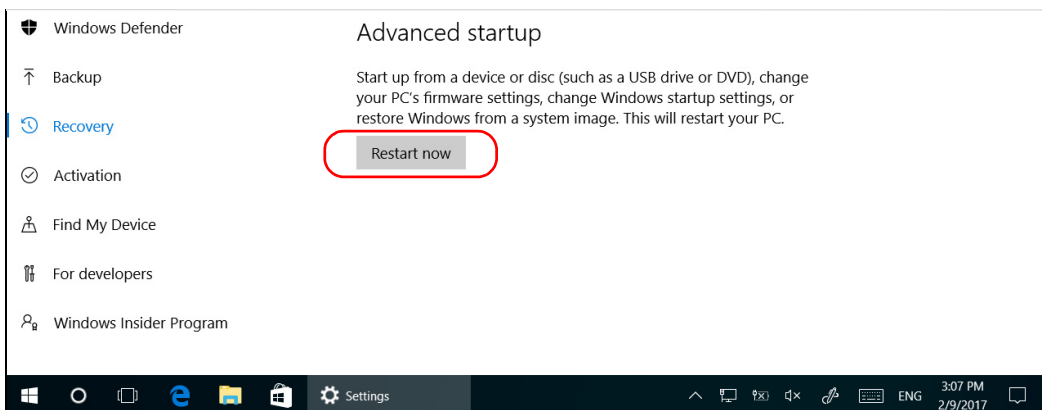 Windows Defender
Backup
Recovery
Activation
Find My Device
For developers
Windows Insider Program
Advanced startup
Start up from a device or disc (such as a USB drive or DVD), change
your PC's firmware settings, change Windows startup settings, or
restore Windows from a system image. This will restart your PC.
Restart now
Settings
ENG
3:07 PM
2/9/2017